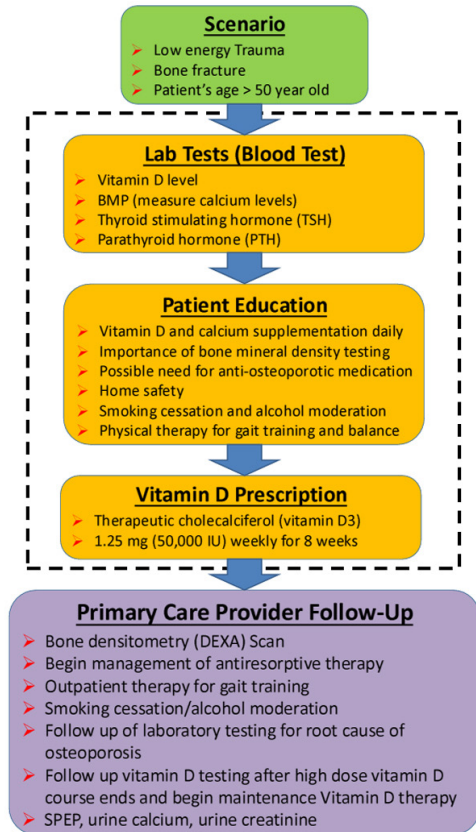 Scenario
Low energy Trauma
Bone fracture
Patient's age > 50 year old
Lab Tests (Blood Test)
Vitamin D level
BMP (measure calcium levels)
Thyroid stimulating hormone (TSH)
Parathyroid hormone (PTH)
Patient Education
Vitamin D and calcium supplementation daily
Importance of bone mineral density testing
Possible need for anti-osteoporotic medication
Home safety
Smoking cessation and alcohol moderation
Physical therapy for gait training and balance
Vitamin D Prescription
Therapeutic cholecalciferol (vitamin D3)
1.25 mg (50,000 IU) weekly for 8 weeks
Primary Care Provider Follow-Up
Bone densitometry (DEXA) Scan
Begin management of antiresorptive therapy
Outpatient therapy for gait training
Smoking cessation/alcohol moderation
Follow up of laboratory testing for root cause of
osteoporosis
Follow up vitamin D testing after high dose vitamin D
course ends and begin maintenance Vitamin D therapy
SPEP, urine calcium, urine creatinine